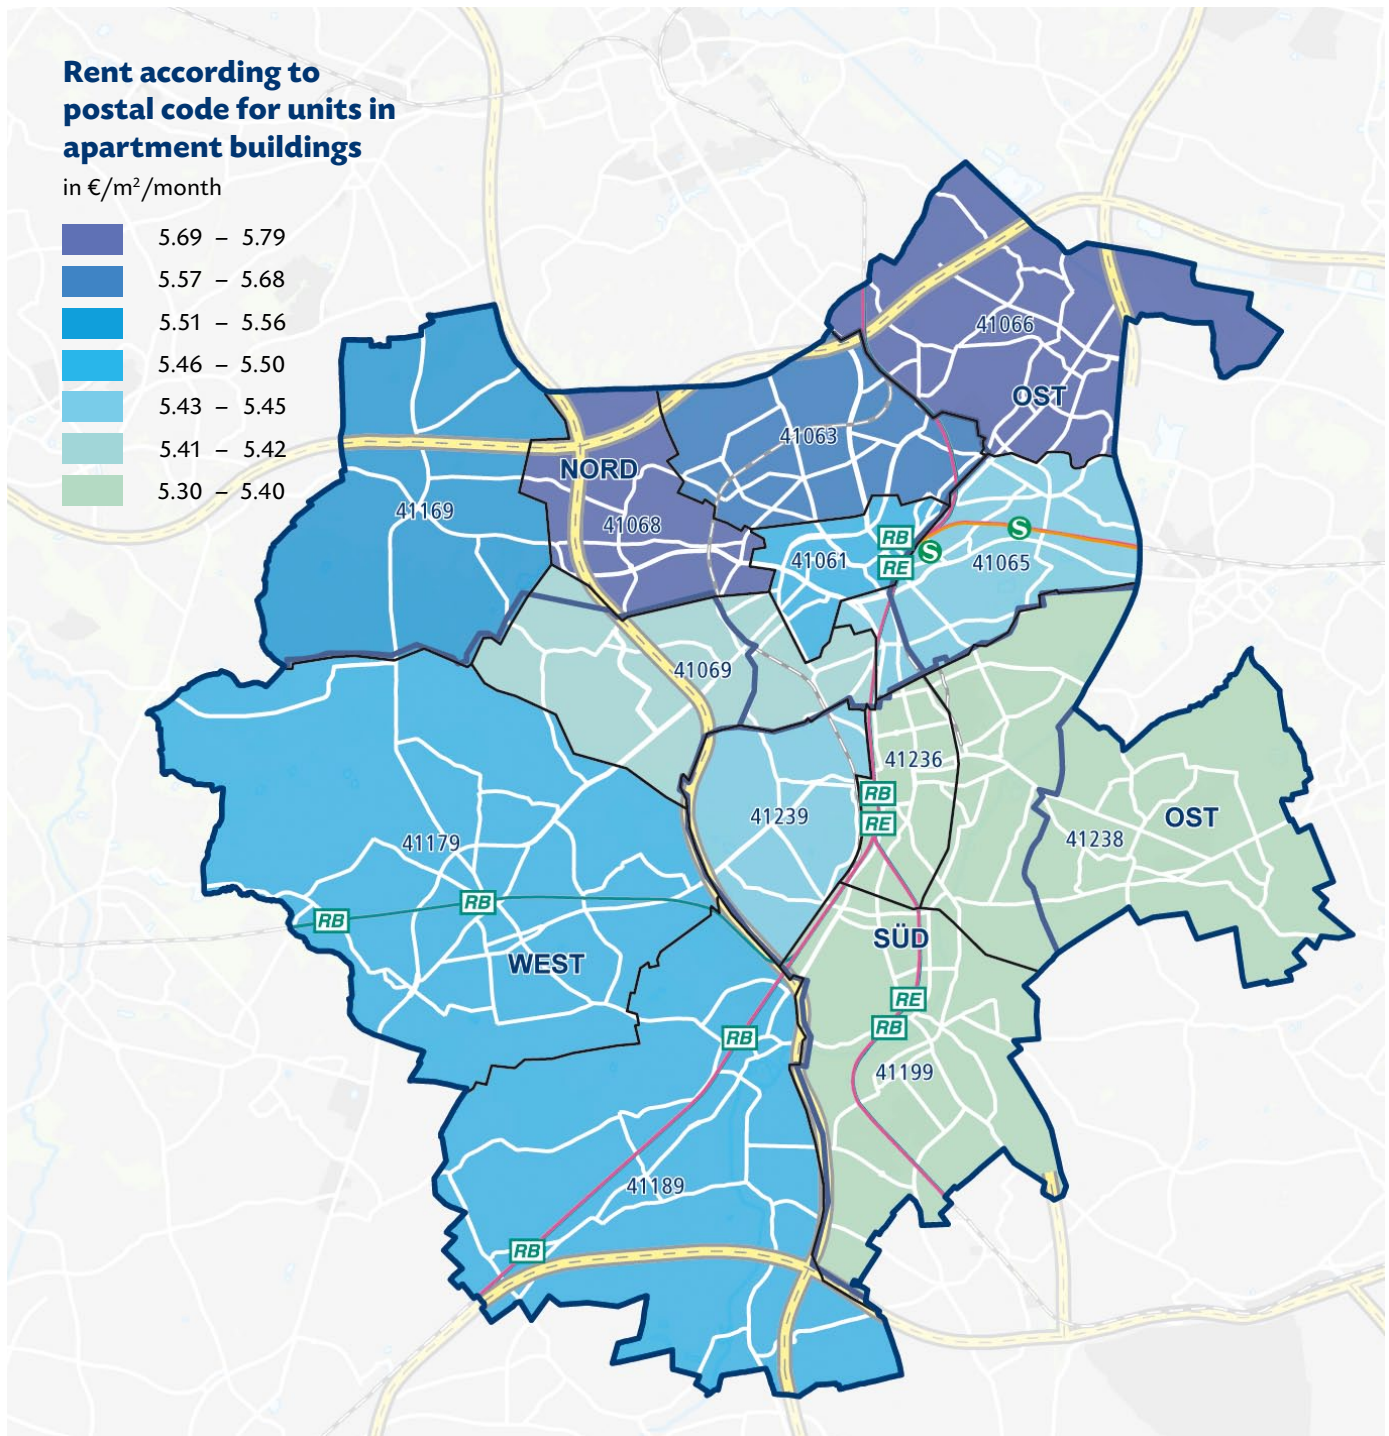 Rent according to
postal code for units in
apartment buildings
in €/m²/month
5.69 – 5.79
5.57 – 5.68
5.51 – 5.56
5.46 – 5.50
5.43 – 5.45
5.41 – 5.42
5.30 – 5.40
41066
OST
41063
NORD
41169
41068
RB
S
S
41061
RE
41065
41069
41236
RB
41239
RE
OST
41238
41179
RB
RB
SÜD
WEST
RE
RB
RB
41199
41189
RB